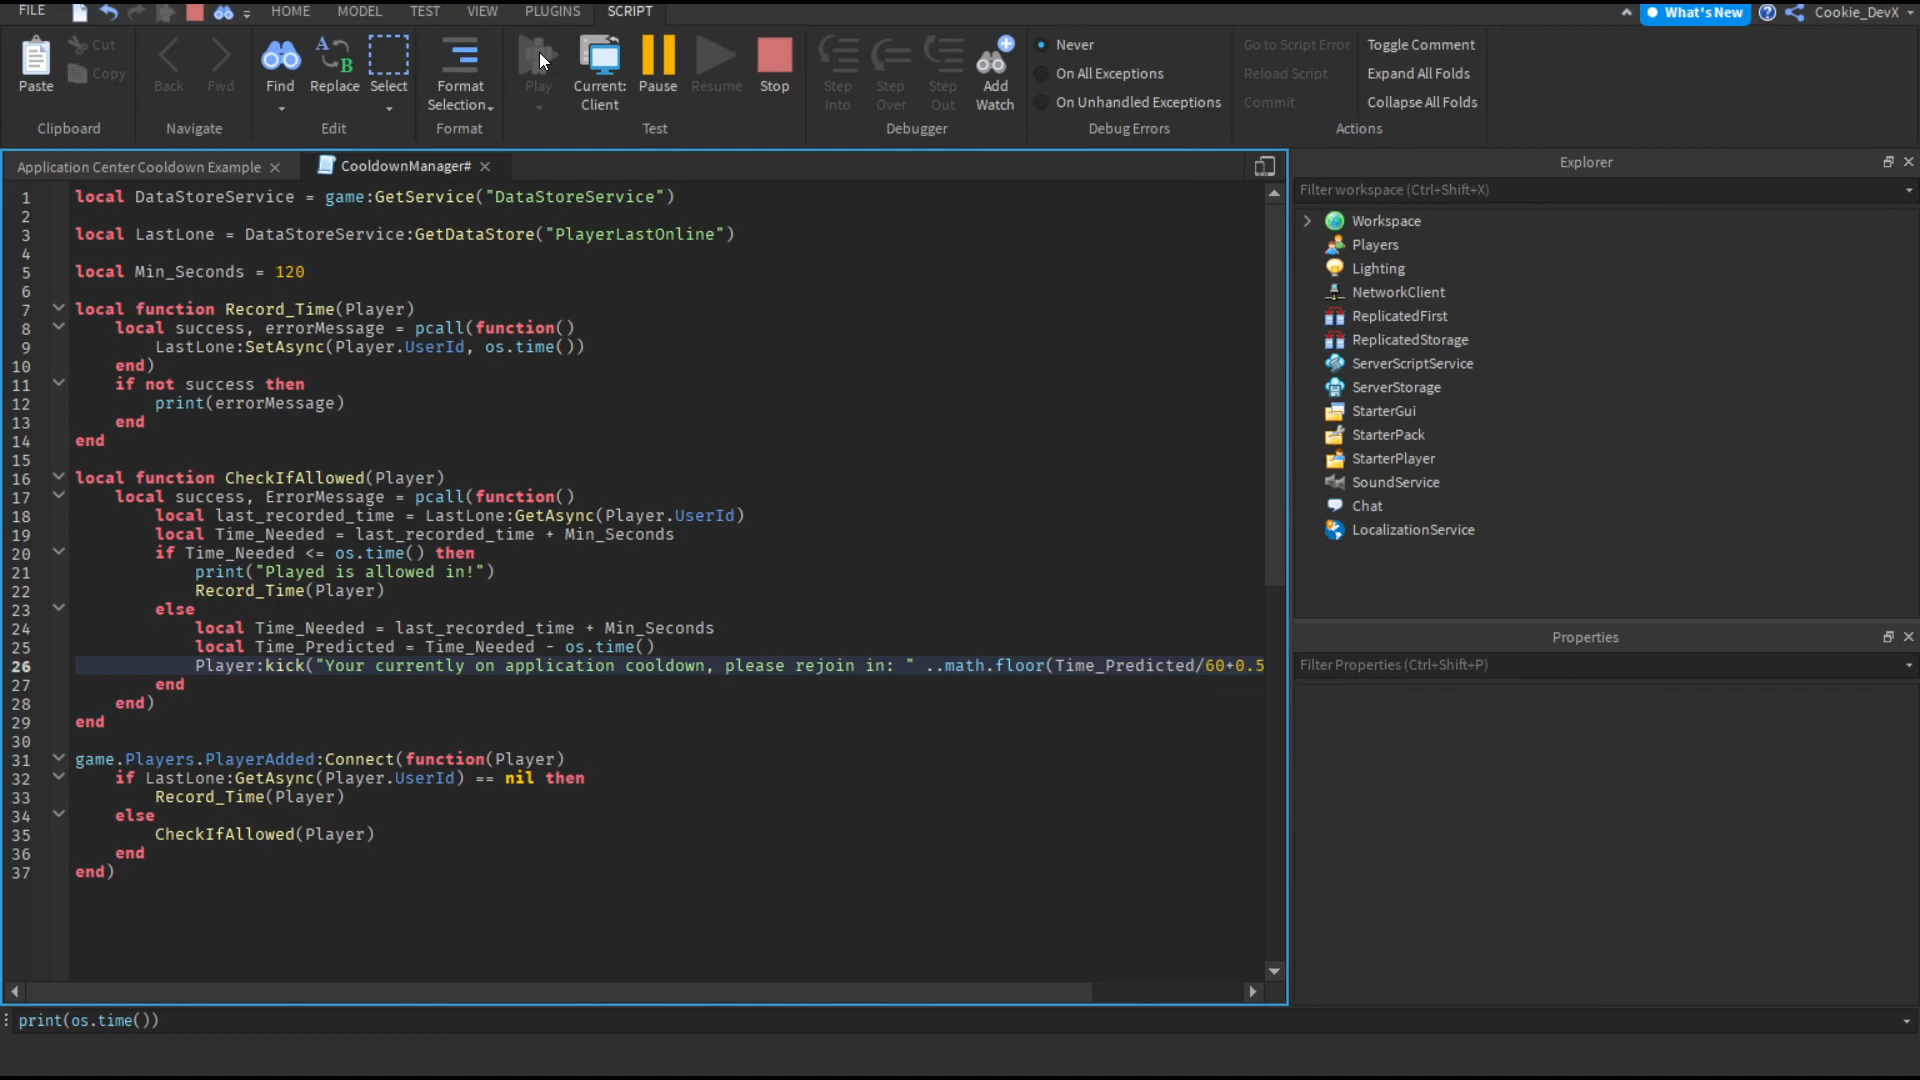 FILE HOME MODEL TEST VIEW PLUGINS SCRIPT What's New Cookie_DevX
Paste Cut Copy Clipboard
Back Fwd Navigate
Find Replace Select Edit
Format Selection Format
Play Current: Client Pause Resume Stop Test
Step Into Step Over Step Out Add Watch Debugger
Never
On All Exceptions
On Unhandled Exceptions
Debug Errors
Go to Script Error
Reload Script
Commit
Toggle Comment
Expand All Folds
Collapse All Folds
Actions
Application Center Cooldown Example CooldownManager#
1 local DataStoreService = game:GetService("DataStoreService")
2
3 local LastLone = DataStoreService:GetDataStore("PlayerLastOnline")
4
5 local Min_Seconds = 120
6
7 local function Record_Time(Player)
8 local success, errorMessage = pcall(function()
9 LastLone:SetAsync(Player.UserId, os.time())
10 end)
11 if not success then
12 print(errorMessage)
13 end
14 end
15
16 local function CheckIfAllowed(Player)
17 local success, ErrorMessage = pcall(function()
18 local last_recorded_time = LastLone:GetAsync(Player.UserId)
19 local Time_Needed = last_recorded_time + Min_Seconds
20 if Time_Needed <= os.time() then
21 print("Played is allowed in!")
22 Record_Time(Player)
23 else
24 local Time_Needed = last_recorded_time + Min_Seconds
25 local Time_Predicted = Time_Needed - os.time()
26 Player:kick("Your currently on application cooldown, please rejoin in: " ..math.floor(Time_Predicted/60+0.5
27 end
28 end)
29 end
30
31 game.Players.PlayerAdded:Connect(function(Player)
32 if LastLone:GetAsync(Player.UserId) == nil then
33 Record_Time(Player)
34 else
35 CheckIfAllowed(Player)
36 end
37 end)
print(os.time())
Explorer
Filter workspace (Ctrl+Shift+X)
Workspace
Players
Lighting
NetworkClient
ReplicatedFirst
ReplicatedStorage
ServerScriptService
ServerStorage
StarterGui
StarterPack
StarterPlayer
SoundService
Chat
LocalizationService
Properties
Filter Properties (Ctrl+Shift+P)